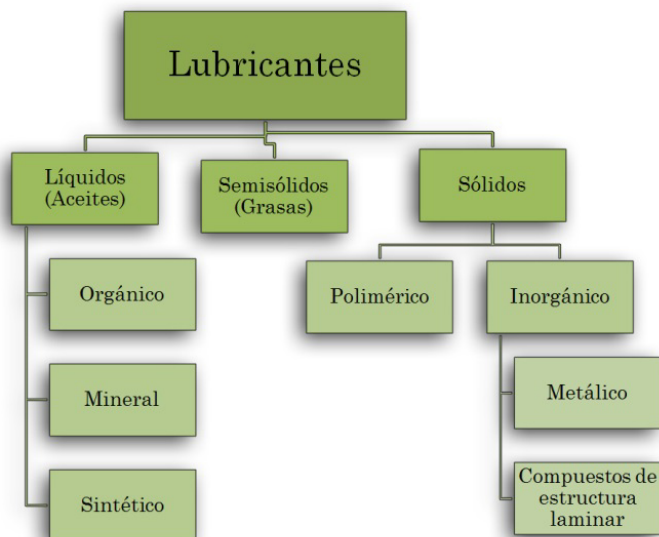 Lubricantes
Líquidos
(Aceites)
Semisólidos
(Grasas)
Sólidos
Orgánico
Mineral
Sintético
Polimérico
Inorgánico
Metálico
Compuestos de
estructura
laminar